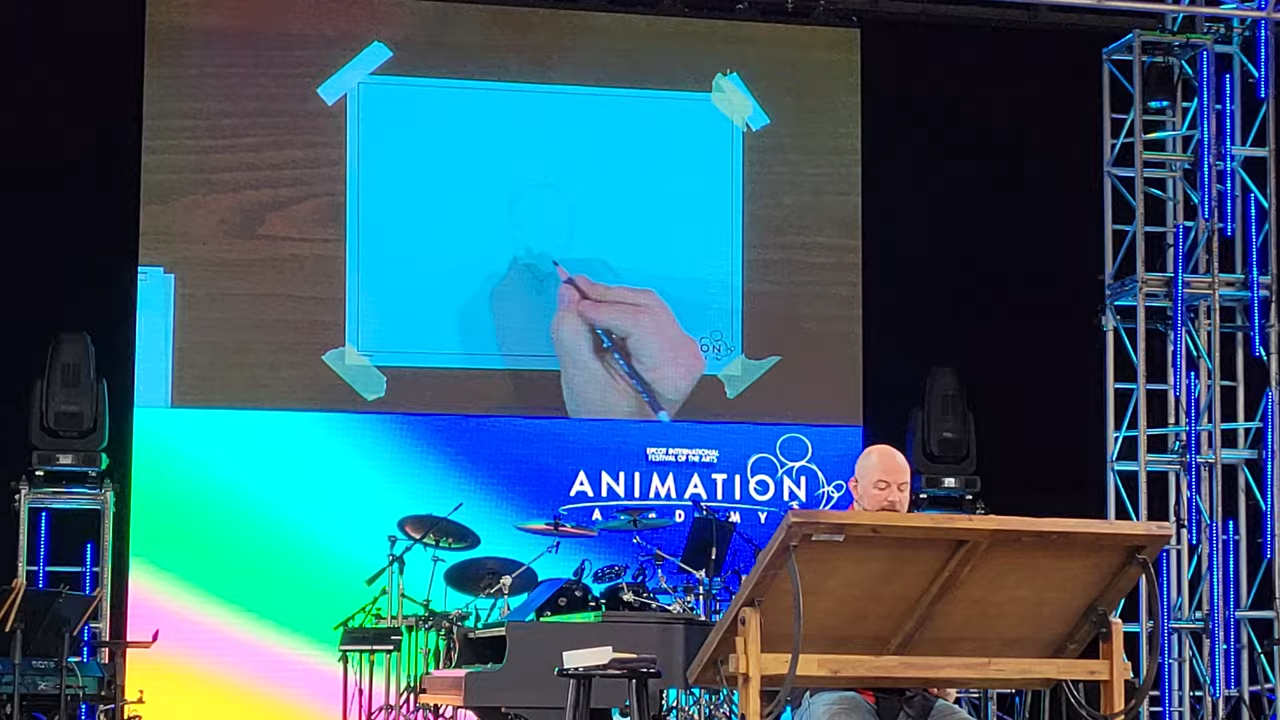 EPCOT INTERNATIONAL
FESTIVAL OF THE ARTS
ANIMATION